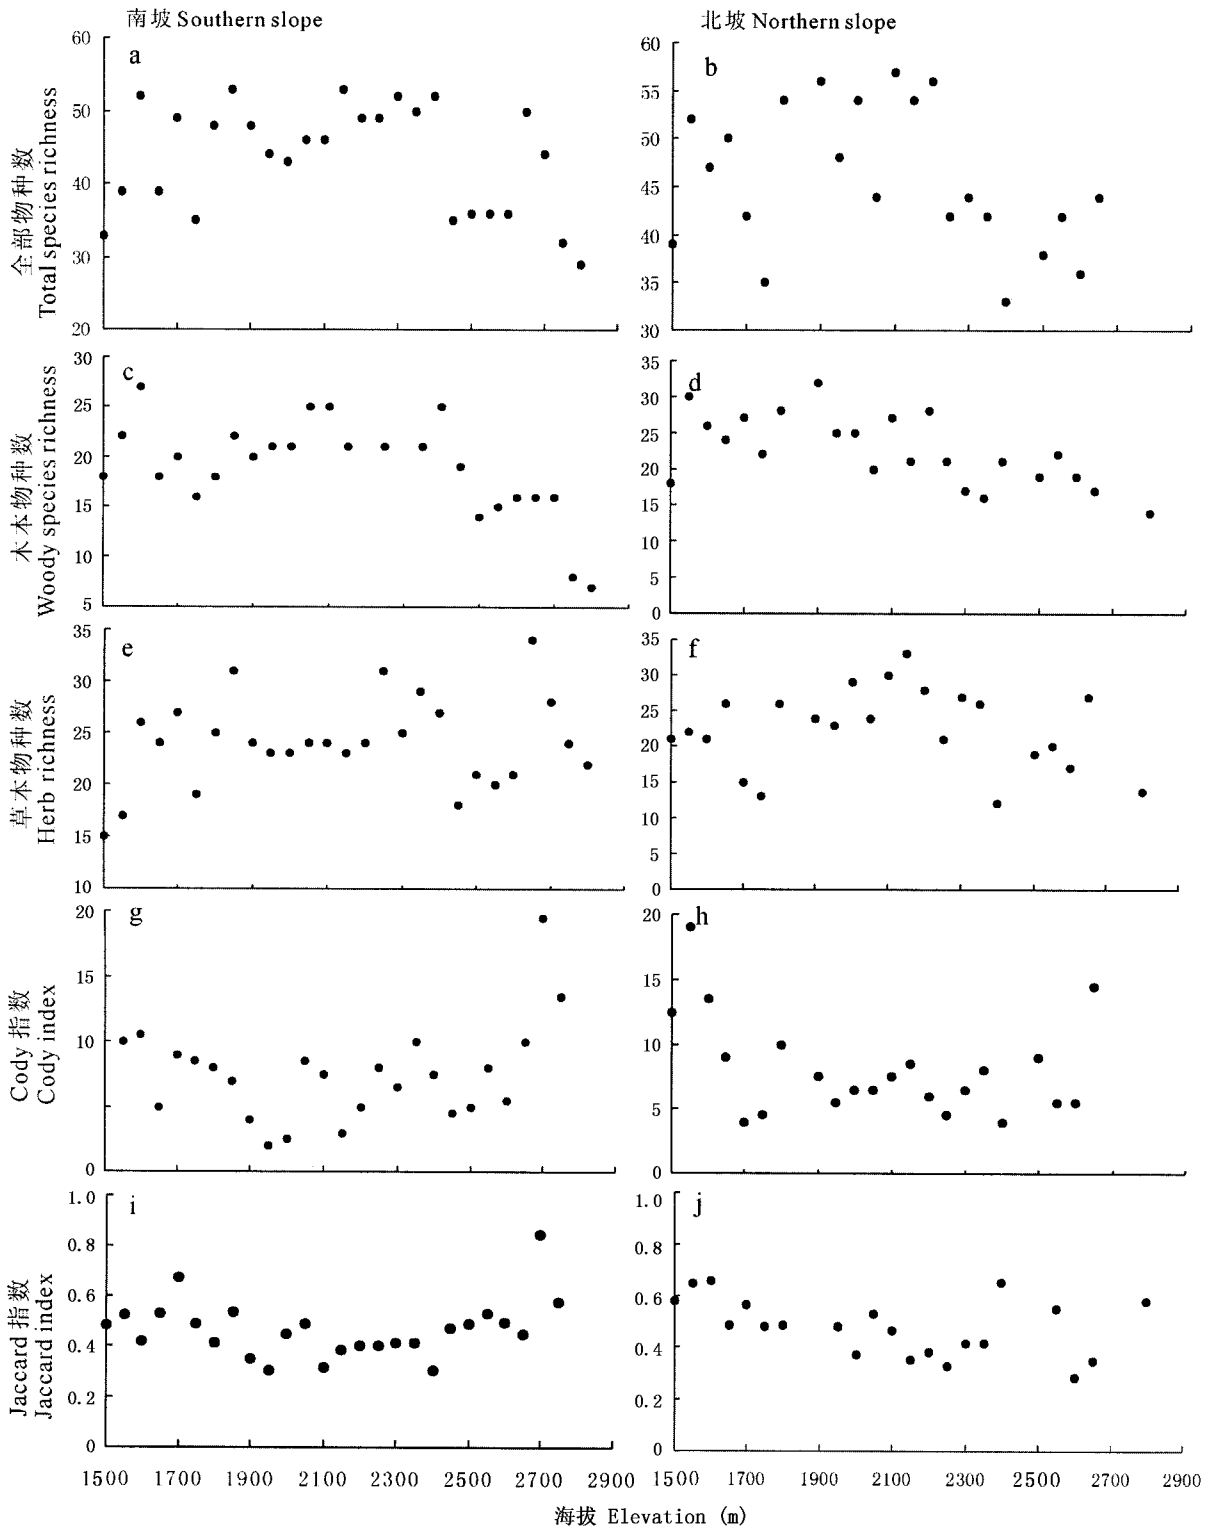 南坡 Southern slope
北坡 Northern slope
全部物种数
Total species richness
60
50
40
30
20
a
60
55
50
45
40
35
30
b
木本物种数
Woody species richness
30
25
20
15
10
5
c
35
30
25
20
15
10
5
0
d
草本物种数
Herb richness
35
30
25
20
15
10
e
35
30
25
20
15
10
5
0
f
Cody 指数
Cody index
20
15
10
0
g
20
15
10
5
0
h
Jaccard 指数
Jaccard index
1.0
0.8
0.6
0.4
0.2
0
i
1.0
0.8
0.6
0.4
0.2
0
j
1500 1700 1900 2100 2300 2500 2700 2900
1500 1700 1900 2100 2300 2500 2700 2900
海拔 Elevation (m)